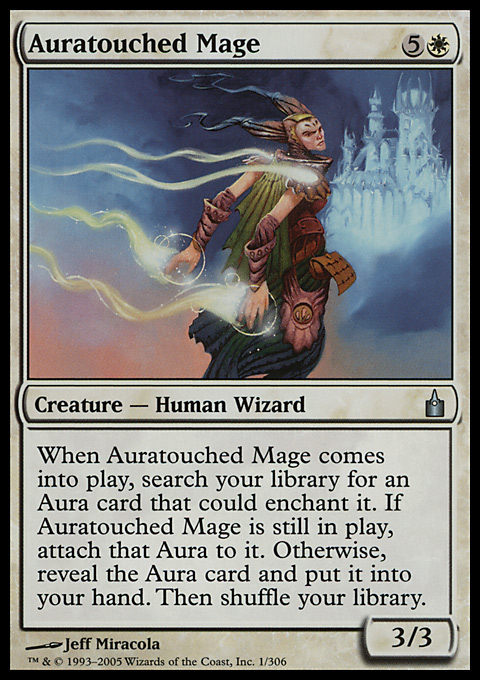 Auratouched Mage 5
Creature — Human Wizard
When Auratouched Mage comes
into play, search your library for an
Aura card that could enchant it. If
Auratouched Mage is still in play,
attach that Aura to it. Otherwise,
reveal the Aura card and put it into
your hand. Then shuffle your library.
Jeff Miracola
3/3
™ & © 1993–2005 Wizards of the Coast, Inc. 1/306